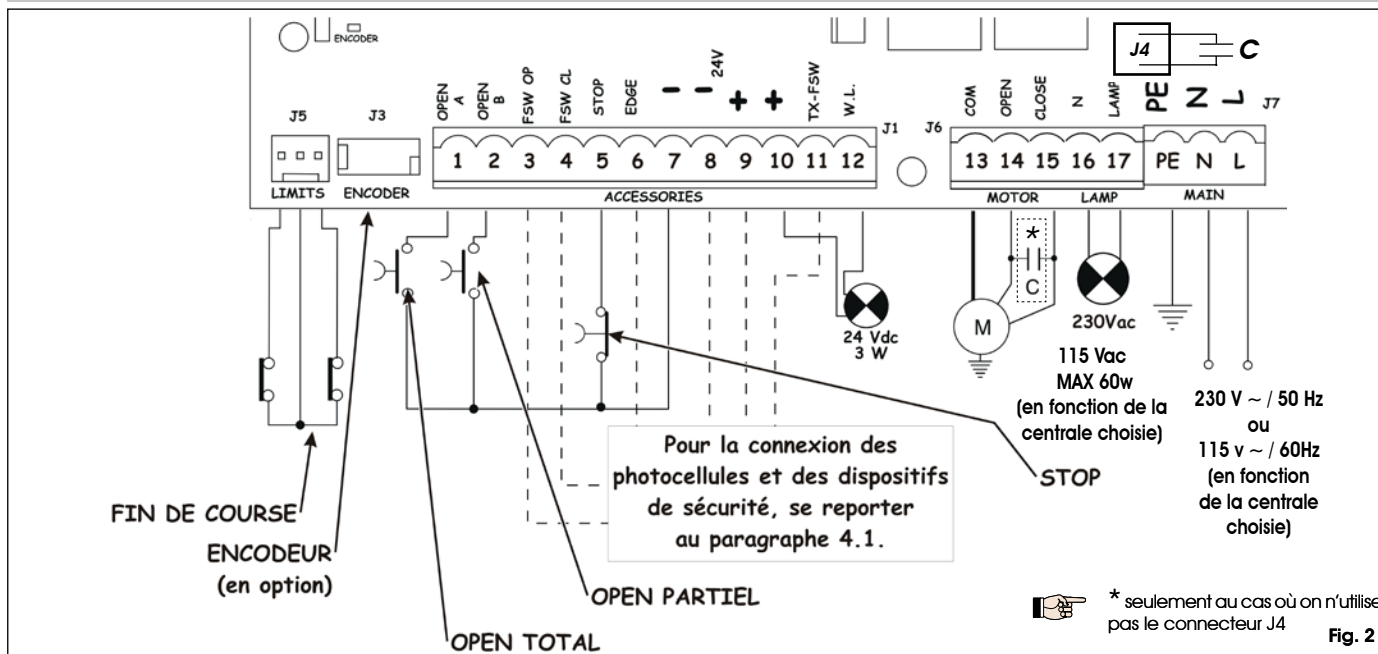 ENCODER
J4
C
OPEN A
OPEN B
FSW OP
FSW CL
STOP
EDGE
- -
24V
+ +
TX-FSW
W.L.
COM
OPEN
CLOSE
N
LAMP
PE
N
L
J5
J3
J1
J6
J7
1 2 3 4 5 6 7 8 9 10 11 12
13 14 15 16 17
PE N L
LIMITS
ENCODER
ACCESSORIES
MOTOR
LAMP
MAIN
*
C
M
24 Vdc
3 W
230Vac
115 Vac
MAX 60w
(en fonction de la
centrale choisie)
230 V ~ / 50 Hz
ou
115 v ~ / 60Hz
(en fonction
de la centrale
choisie)
Pour la connexion des
photocellules et des dispositifs
de sécurité, se reporter
au paragraphe 4.1.
STOP
FIN DE COURSE
ENCODEUR
(en option)
OPEN PARTIEL
OPEN TOTAL
* seulement au cas où on n'utilise
pas le connecteur J4
Fig. 2